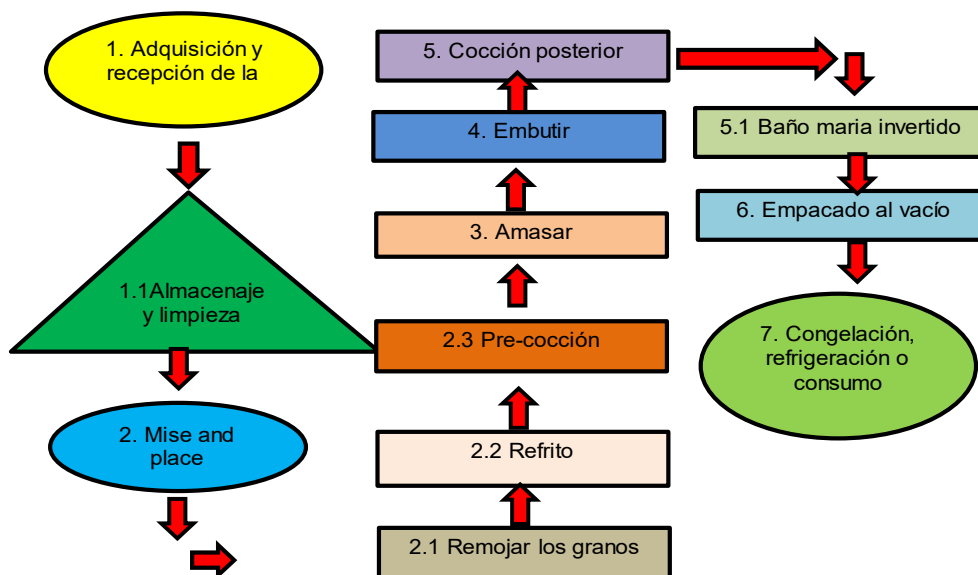 1. Adquisición y
recepción de la
1.1Almacenaje
y limpieza
2. Mise and
place
2.1 Remojar los granos
2.2 Refrito
2.3 Pre-cocción
3. Amasar
4. Embutir
5. Cocción posterior
5.1 Baño maria invertido
6. Empacado al vacío
7. Congelación,
refrigeración o
consumo